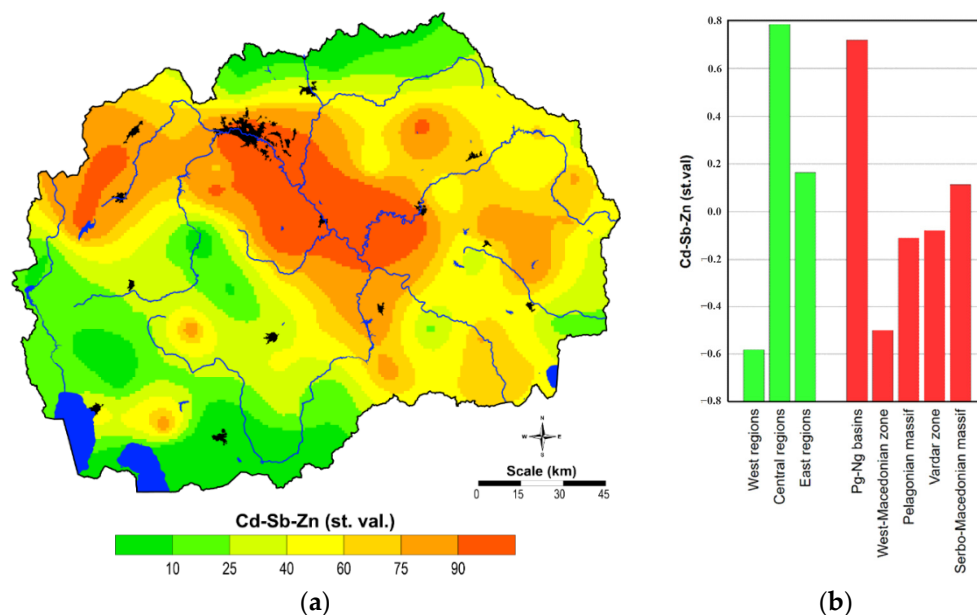 N
W E
S
Scale (km)
0 15 30 45
Cd-Sb-Zn (st. val.)
10 25 40 60 75 90
(a)
Cd-Sb-Zn (st.val)
0.8
0.6
0.4
0.2
0.0
−0.2
−0.4
−0.6
−0.8
West regions
Central regions
East regions
Pg-Ng basins
West-Macedonian zone
Pelagonian massif
Vardar zone
Serbo-Macedonian massif
(b)